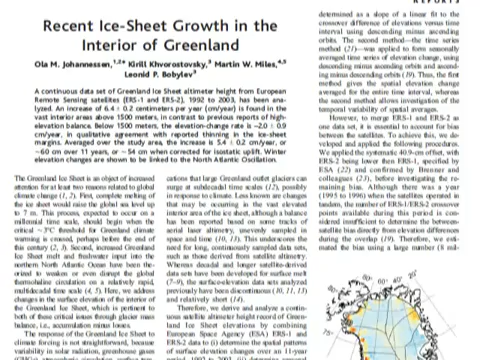 REPORTS
Recent Ice-Sheet Growth in the
Interior of Greenland
Ola M. Johannessen,1,2* Kirill Khvorostovsky,3 Martin W. Miles,4,5
Leonid P. Bobylev3
A continuous data set of Greenland Ice Sheet altimeter height from European
Remote Sensing satellites (ERS-1 and ERS-2), 1992 to 2003, has been ana-
lyzed. An increase of 6.4 ± 0.2 centimeters per year (cm/year) is found in the
vast interior areas above 1500 meters, in contrast to previous reports of high-
elevation balance. Below 1500 meters, the elevation-change rate is −2.0 ± 0.9
cm/year, in qualitative agreement with reported thinning in the ice-sheet
margins. Averaged over the study area, the increase is 5.4 ± 0.2 cm/year, or
~60 cm over 11 years, or ~54 cm when corrected for isostatic uplift. Winter
elevation changes are shown to be linked to the North Atlantic Oscillation.
The Greenland Ice Sheet is an object of increased
attention for at least two reasons related to global
climate change (1, 2). First, complete melting of
the ice sheet would raise the global sea level up
to 7 m. This process, expected to occur on a
millennial time scale, should begin when the
critical ~3°C threshold for Greenland climate
warming is crossed, perhaps before the end of
this century (2, 3). Second, increased Greenland
Ice Sheet melt and freshwater input into the
northern North Atlantic Ocean have been the-
orized to weaken or even disrupt the global
thermohaline circulation on a relatively rapid,
multidecadal time scale (4, 5). Here, we address
changes in the surface elevation of the interior of
the Greenland Ice Sheet, which is pertinent to
both of these critical issues through glacier mass
balance, i.e., accumulation minus losses.
The response of the Greenland Ice Sheet to
climate forcing is not straightforward, because
variability in solar radiation, greenhouse gases
cations that large Greenland outlet glaciers can
surge at subdecadal time scales (12), possibly
in response to climate. Less known are changes
that may be occurring in the vast elevated
interior area of the ice sheet, although a balance
has been reported based on some tracks of
aerial laser altimetry, unevenly sampled in
space and time (10, 13). This underscores the
need for long, continuously sampled data sets,
such as those derived from satellite altimetry.
Whereas decadal and longer satellite-derived
data sets have been developed for surface melt
(7–9), the surface-elevation data sets analyzed
previously have been discontinuous (10, 11, 13)
and relatively short (14).
Therefore, we derive and analyze a contin-
uous satellite altimeter height record of Green-
land Ice Sheet elevations by combining
European Space Agency (ESA) ERS-1 and
ERS-2 data to (i) determine the spatial patterns
of surface elevation changes over an 11-year
determined as a slope of a linear fit to the
crossover difference of elevations versus time
interval using descending minus ascending
orbits. The second method—the time series
method (21)—was applied to form seasonally
averaged time series of elevation change, using
descending minus ascending orbits and ascend-
ing minus descending orbits (19). Thus, the first
method gives the spatial elevation change
averaged for the entire time interval, whereas
the second method allows investigation of the
temporal variability of spatial averages.
However, to merge ERS-1 and ERS-2 as
one data set, it is essential to account for bias
between the satellites. To achieve this, we de-
veloped and applied the following procedures.
We applied the systematic 40.9-cm offset, with
ERS-2 being lower then ERS-1, specified by
ESA (22) and confirmed by Brenner and
colleagues (23), before investigating the re-
maining bias. Although there was a year
(1995 to 1996) when the satellites operated in
tandem, the number of ERS-1/ERS-2 crossover
points available during this period is con-
sidered insufficient to determine the between-
satellite bias directly from elevation differences
during the overlap (19). Therefore, we esti-
mated the bias using a large number (8 mil-